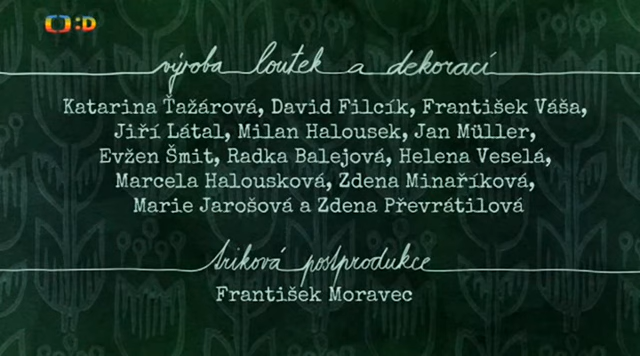 :D
výroba loutek a dekorací
Katarina Ťažárová, David Filcík, František Váša,
Jiří Látal, Milan Halousek, Jan Müller,
Evžen Šmit, Radka Balejová, Helena Veselá,
Marcela Halousková, Zdena Minaříková,
Marie Jarošová a Zdena Převrátilová
triková postprodukce
František Moravec